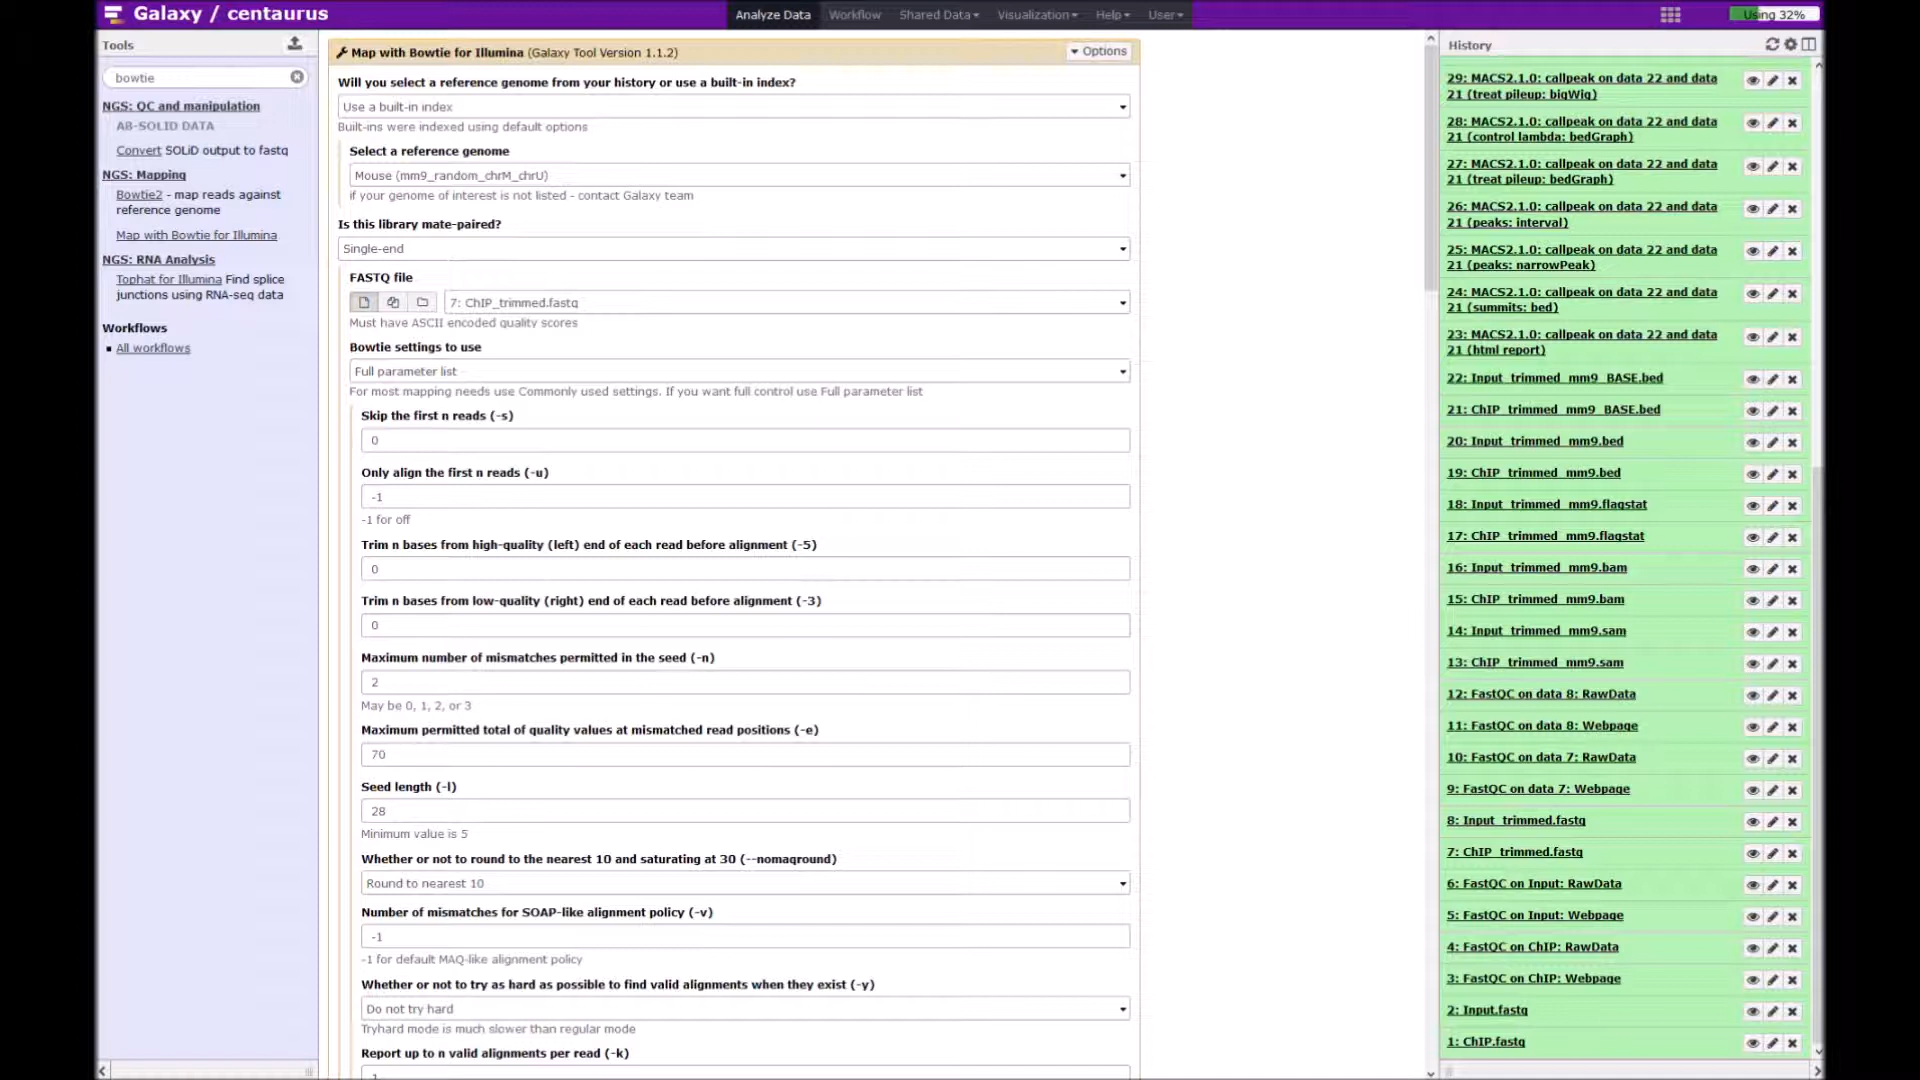 Galaxy / centaurus
Analyze Data Workflow Shared Data Visualization Help User
Using 32%
Tools
bowtie
NGS: QC and manipulation
AB-SOLID DATA
Convert SOLiD output to fastq
NGS: Mapping
Bowtie2 - map reads against
reference genome
Map with Bowtie for Illumina
NGS: RNA Analysis
Tophat for Illumina Find splice
junctions using RNA-seq data
Workflows
All workflows
Map with Bowtie for Illumina (Galaxy Tool Version 1.1.2)
Options
Will you select a reference genome from your history or use a built-in index?
Use a built-in index
Built-ins were indexed using default options
Select a reference genome
Mouse (mm9_random_chrM_chrU)
if your genome of interest is not listed - contact Galaxy team
Is this library mate-paired?
Single-end
FASTQ file
7: ChIP_trimmed.fastq
Must have ASCII encoded quality scores
Bowtie settings to use
Full parameter list
For most mapping needs use Commonly used settings. If you want full control use Full parameter list
Skip the first n reads (-s)
0
Only align the first n reads (-u)
-1
-1 for off
Trim n bases from high-quality (left) end of each read before alignment (-5)
0
Trim n bases from low-quality (right) end of each read before alignment (-3)
0
Maximum number of mismatches permitted in the seed (-n)
2
May be 0, 1, 2, or 3
Maximum permitted total of quality values at mismatched read positions (-e)
70
Seed length (-l)
28
Minimum value is 5
Whether or not to round to the nearest 10 and saturating at 30 (--nomaqround)
Round to nearest 10
Number of mismatches for SOAP-like alignment policy (-v)
-1
-1 for default MAQ-like alignment policy
Whether or not to try as hard as possible to find valid alignments when they exist (-y)
Do not try hard
Tryhard mode is much slower than regular mode
Report up to n valid alignments per read (-k)
History
29: MACS2.1.0: callpeak on data 22 and data
21 (treat pileup: bigWig)
28: MACS2.1.0: callpeak on data 22 and data
21 (control lambda: bedGraph)
27: MACS2.1.0: callpeak on data 22 and data
21 (treat pileup: bedGraph)
26: MACS2.1.0: callpeak on data 22 and data
21 (peaks: interval)
25: MACS2.1.0: callpeak on data 22 and data
21 (peaks: narrowPeak)
24: MACS2.1.0: callpeak on data 22 and data
21 (summits: bed)
23: MACS2.1.0: callpeak on data 22 and data
21 (html report)
22: Input_trimmed_mm9_BASE.bed
21: ChIP_trimmed_mm9_BASE.bed
20: Input_trimmed_mm9.bed
19: ChIP_trimmed_mm9.bed
18: Input_trimmed_mm9.flagstat
17: ChIP_trimmed_mm9.flagstat
16: Input_trimmed_mm9.bam
15: ChIP_trimmed_mm9.bam
14: Input_trimmed_mm9.sam
13: ChIP_trimmed_mm9.sam
12: FastQC on data 8: RawData
11: FastQC on data 8: Webpage
10: FastQC on data 7: RawData
9: FastQC on data 7: Webpage
8: Input_trimmed.fastq
7: ChIP_trimmed.fastq
6: FastQC on Input: RawData
5: FastQC on Input: Webpage
4: FastQC on ChIP: RawData
3: FastQC on ChIP: Webpage
2: Input.fastq
1: ChIP.fastq